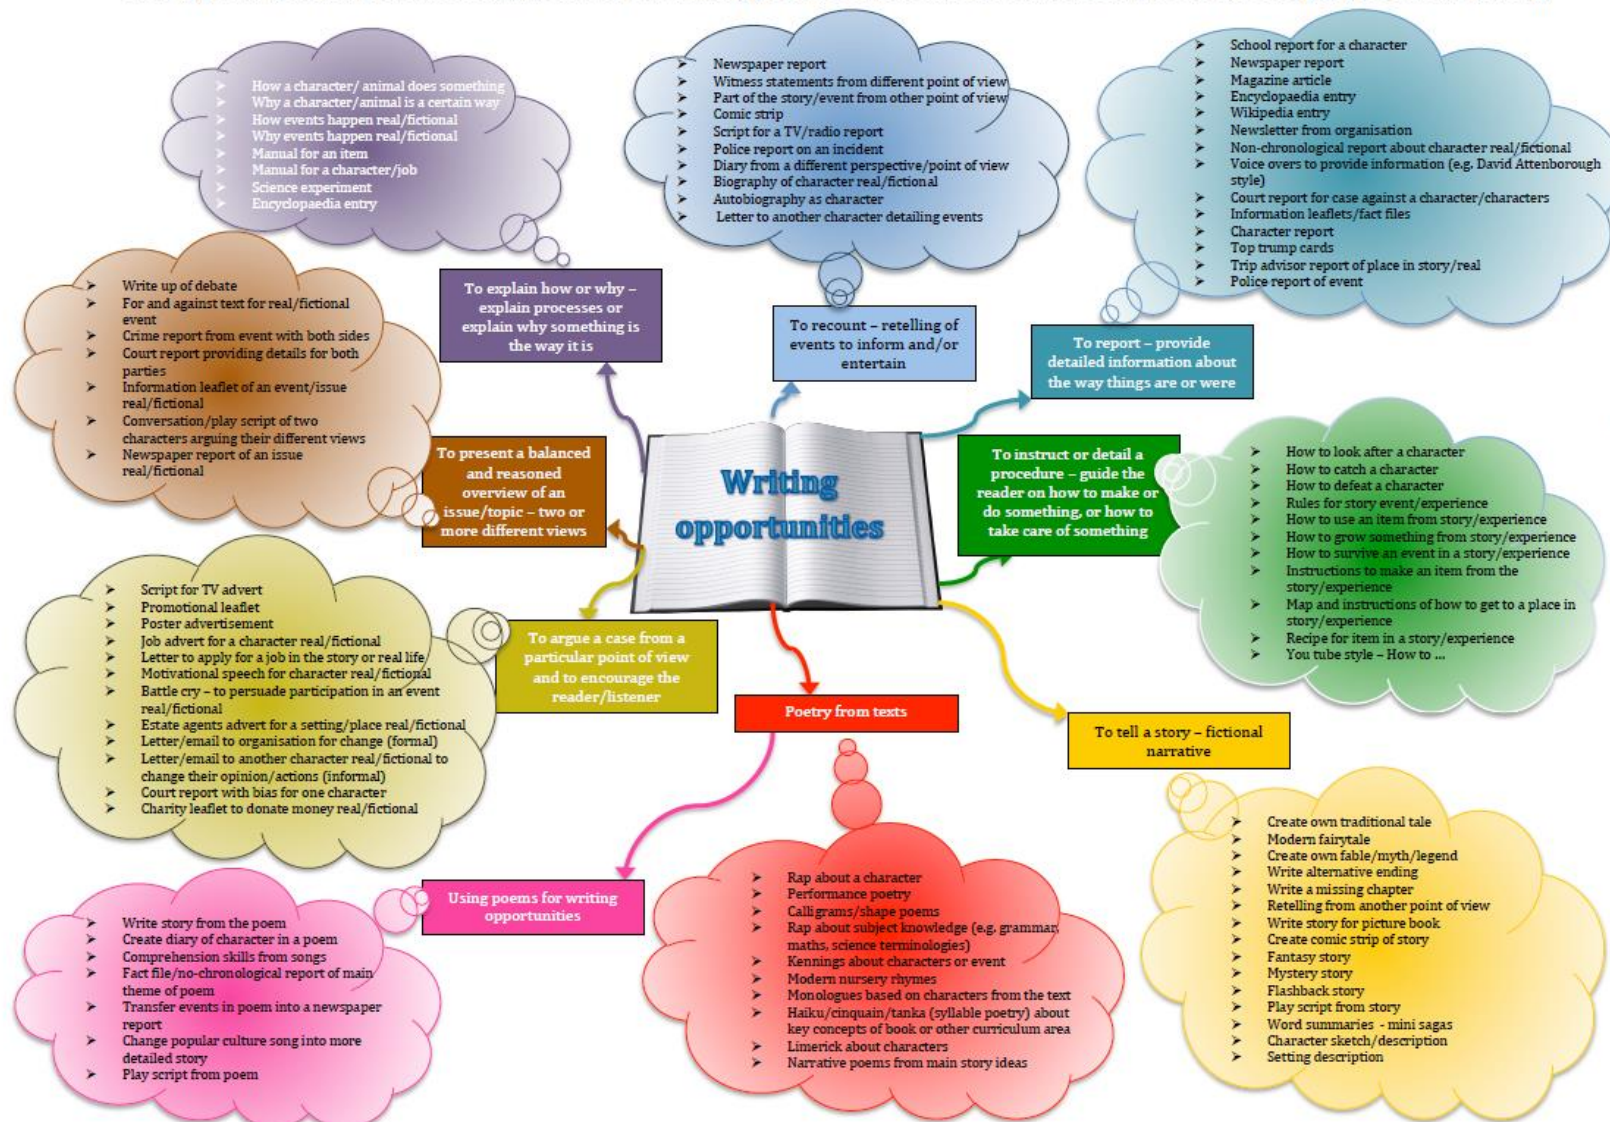 How a character/ animal does something
Why a character/animal is a certain way
How events happen real/fictional
Why events happen real/fictional
Manual for an item
Manual for a character/job
Science experiment
Encyclopaedia entry
To explain how or why –
explain processes or
explain why something is
the way it is
Newspaper report
Witness statements from different point of view
Part of the story/event from other point of view
Comic strip
Script for a TV/radio report
Police report on an incident
Diary from a different perspective/point of view
Biography of character real/fictional
Autobiography as character
Letter to another character detailing events
To recount – retelling of
events to inform and/or
entertain
School report for a character
Newspaper report
Magazine article
Encyclopaedia entry
Wikipedia entry
Newsletter from organisation
Non-chronological report about character real/fictional
Voice overs to provide information (e.g. David Attenborough
style)
Court report for case against a character/characters
Information leaflets/fact files
Character report
Top trump cards
Trip advisor report of place in story/real
Police report of event
To report – provide
detailed information about
the way things are or were
Write up of debate
For and against text for real/fictional
event
Crime report from event with both sides
Court report providing details for both
parties
Information leaflet of an event/issue
real/fictional
Conversation/play script of two
characters arguing their different views
Newspaper report of an issue
real/fictional
To present a balanced
and reasoned
overview of an
issue/topic – two or
more different views
Writing
opportunities
To instruct or detail a
procedure – guide the
reader on how to make or
do something, or how to
take care of something
How to look after a character
How to catch a character
How to defeat a character
Rules for story event/experience
How to use an item from story/experience
How to grow something from story/experience
How to survive an event in a story/experience
Instructions to make an item from the
story/experience
Map and instructions of how to get to a place in
story/experience
Recipe for item in a story/experience
You tube style – How to ...
Script for TV advert
Promotional leaflet
Poster advertisement
Job advert for a character real/fictional
Letter to apply for a job in the story or real life
Motivational speech for character real/fictional
Battle cry – to persuade participation in an event
real/fictional
Estate agents advert for a setting/place real/fictional
Letter/email to organisation for change (formal)
Letter/email to another character real/fictional to
change their opinion/actions (informal)
Court report with bias for one character
Charity leaflet to donate money real/fictional
To argue a case from a
particular point of view
and to encourage the
reader/listener
Poetry from texts
To tell a story – fictional
narrative
Using poems for writing
opportunities
Write story from the poem
Create diary of character in a poem
Comprehension skills from songs
Fact file/no-chronological report of main
theme of poem
Transfer events in poem into a newspaper
report
Change popular culture song into more
detailed story
Play script from poem
Rap about a character
Performance poetry
Calligrams/shape poems
Rap about subject knowledge (e.g. grammar,
maths, science terminologies)
Kennings about characters or event
Modern nursery rhymes
Monologues based on characters from the text
Haiku/cinquain/tanka (syllable poetry) about
key concepts of book or other curriculum area
Limerick about characters
Narrative poems from main story ideas
Create own traditional tale
Modern fairytale
Create own fable/myth/legend
Write alternative ending
Write a missing chapter
Retelling from another point of view
Write story for picture book
Create comic strip of story
Fantasy story
Mystery story
Flashback story
Play script from story
Word summaries - mini sagas
Character sketch/description
Setting description